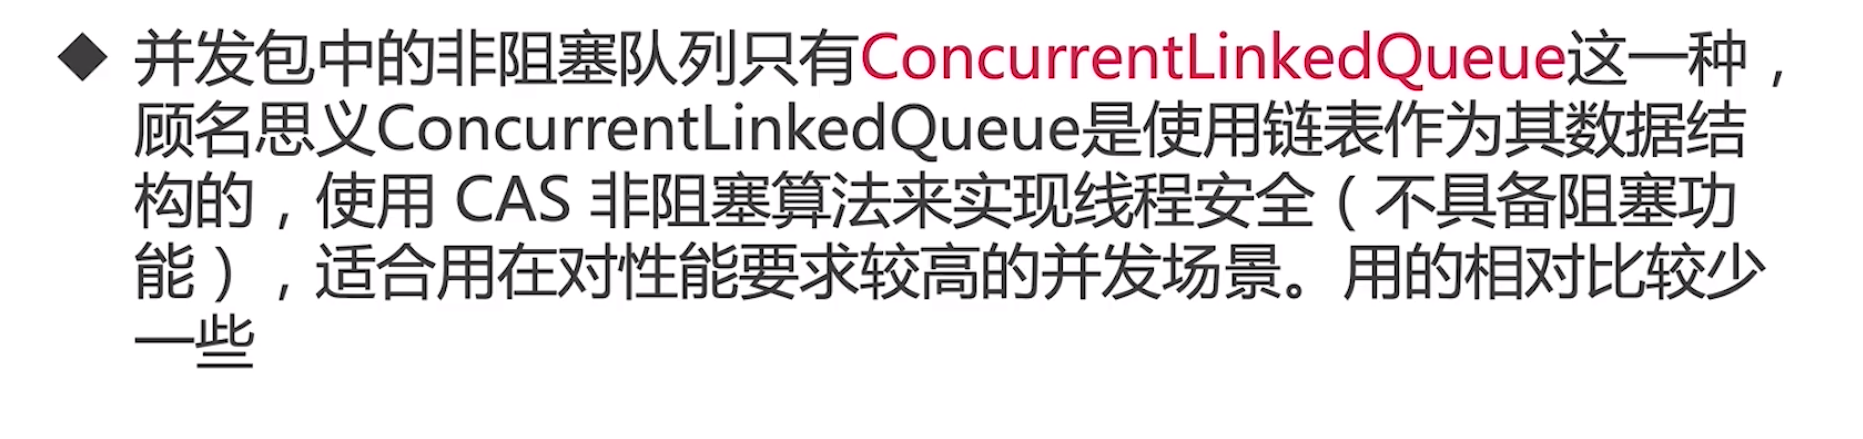 并发包中的非阻塞队列只有ConcurrentLinkedQueue这一种，
顾名思义ConcurrentLinkedQueue是使用链表作为其数据结
构的，使用 CAS 非阻塞算法来实现线程安全（不具备阻塞功
能），适合用在对性能要求较高的并发场景。用的相对比较少
一些